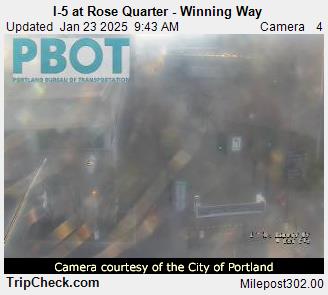 I-5 at Rose Quarter - Winning Way
Updated Jan 23 2025 9:43 AM Camera 4
PBOT
PORTLAND BUREAU OF TRANSPORTATION
Camera courtesy of the City of Portland
TripCheck.com Milepost302.00